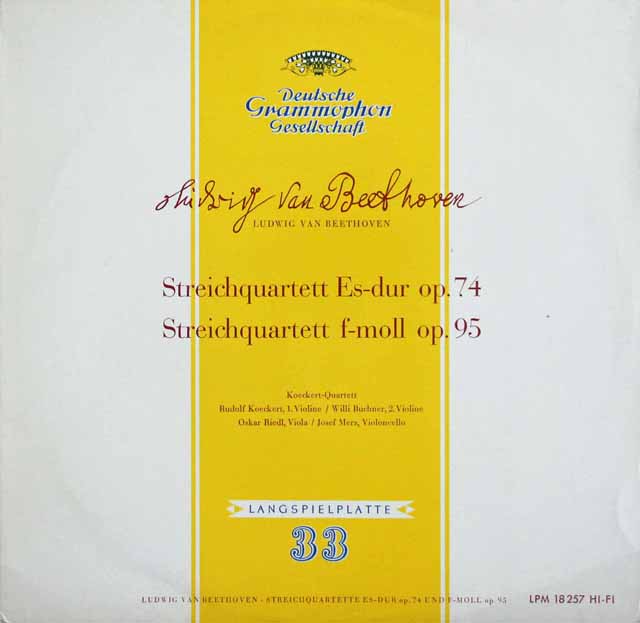 Deutsche
Grammophon
Gesellschaft
Ludwig van Beethoven
LUDWIG VAN BEETHOVEN
Streichquartett Es-dur op. 74
Streichquartett f-moll op. 95
Koeckert-Quartett
Rudolf Koeckert, 1. Violine / Willi Büchner, 2. Violine
Oskar Riedl, Viola / Josef Merz, Violoncello
LANGSPIELPLATTE
33
LUDWIG VAN BEETHOVEN - STREICHQUARTETTE ES-DUR op. 74 UND F-MOLL op. 95 LPM 18 257 HI-FI